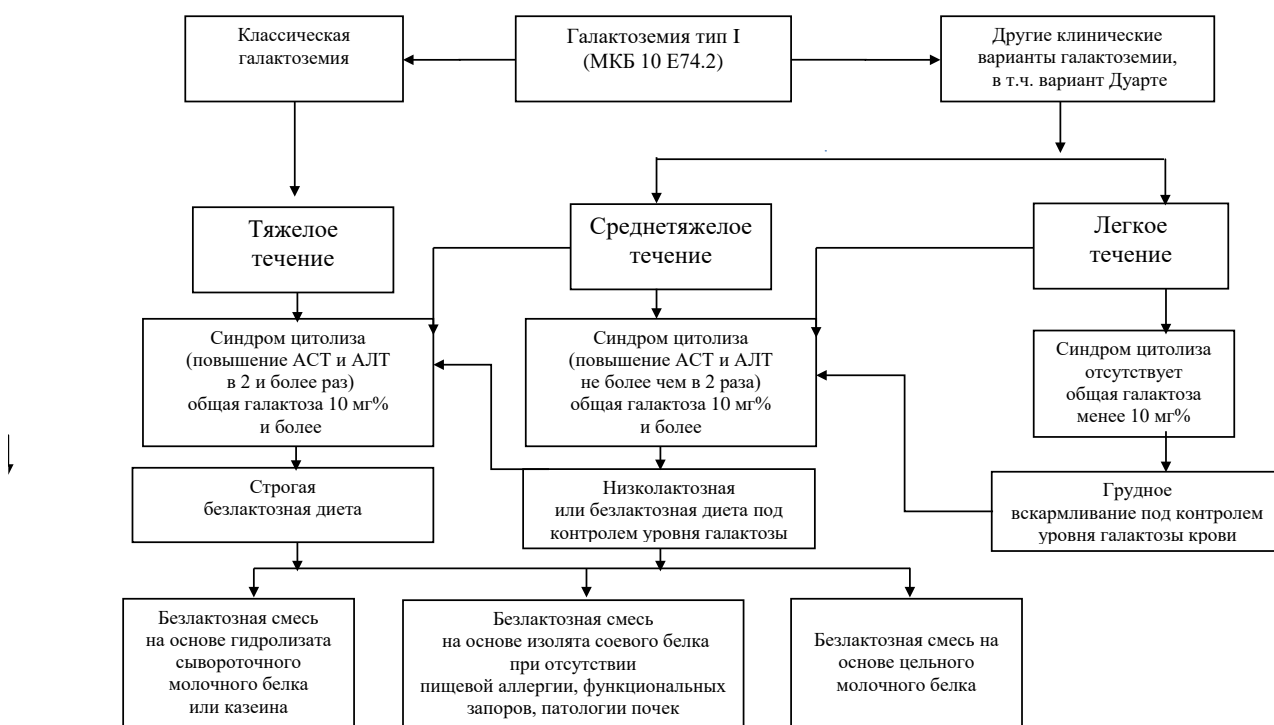 Классическая
галактоземия
Галактоземия тип I
(МКБ 10 E74.2)
Другие клинические
варианты галактоземии,
в т.ч. вариант Дуарте
Тяжелое
течение
Среднетяжелое
течение
Легкое
течение
Синдром цитолиза
(повышение АСТ и АЛТ
в 2 и более раз)
общая галактоза 10 мг%
и более
Синдром цитолиза
(повышение АСТ и АЛТ
не более чем в 2 раза)
общая галактоза 10 мг%
и более
Синдром цитолиза
отсутствует
общая галактоза
менее 10 мг%
Строгая
безлактозная диета
Низколактозная
или безлактозная диета под
контролем уровня галактозы
Грудное
вскармливание под контролем
уровня галактозы крови
Безлактозная смесь
на основе гидролизата
сывороточного
молочного белка
или казеина
Безлактозная смесь
на основе изолята соевого белка
при отсутствии
пищевой аллергии, функциональных
запоров, патологии почек
Безлактозная смесь на
основе цельного
молочного белка